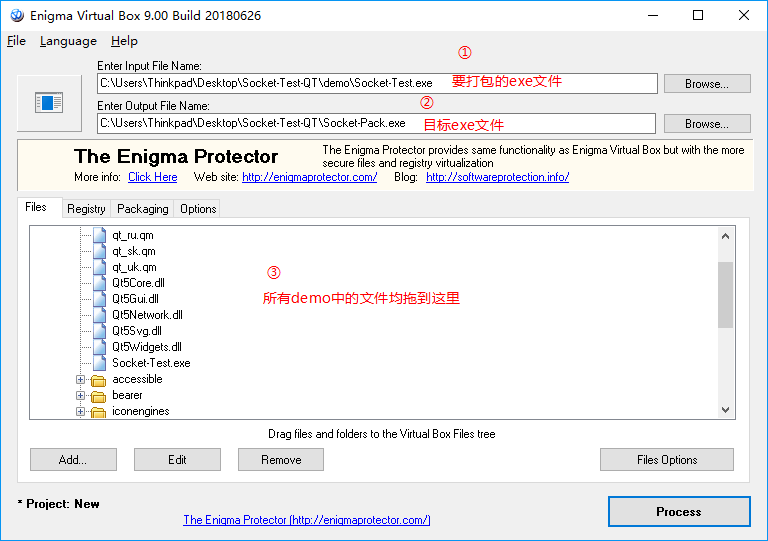 Enigma Virtual Box 9.00 Build 20180626
File Language Help
①
Enter Input File Name:
C:\Users\Thinkpad\Desktop\Socket-Test-QT\demo\Socket-Test.exe 要打包的exe文件 Browse...
Enter Output File Name: ②
C:\Users\Thinkpad\Desktop\Socket-Test-QT\Socket-Pack.exe 目标exe文件 Browse...
The Enigma Protector
The Enigma Protector provides same functionality as Enigma Virtual Box but with the more
secure files and registry virtualization
More info: Click Here Web site: http://enigmaprotector.com/ Blog: http://softwareprotection.info/
Files Registry Packaging Options
qt_ru.qm
qt_sk.qm
qt_uk.qm
③
Qt5Core.dll
Qt5Gui.dll
所有demo中的文件均拖到这里
Qt5Network.dll
Qt5Svg.dll
Qt5Widgets.dll
Socket-Test.exe
accessible
bearer
iconengines
Drag files and folders to the Virtual Box Files tree
Add... Edit Remove Files Options
* Project: New
Process
The Enigma Protector (http://enigmaprotector.com/)